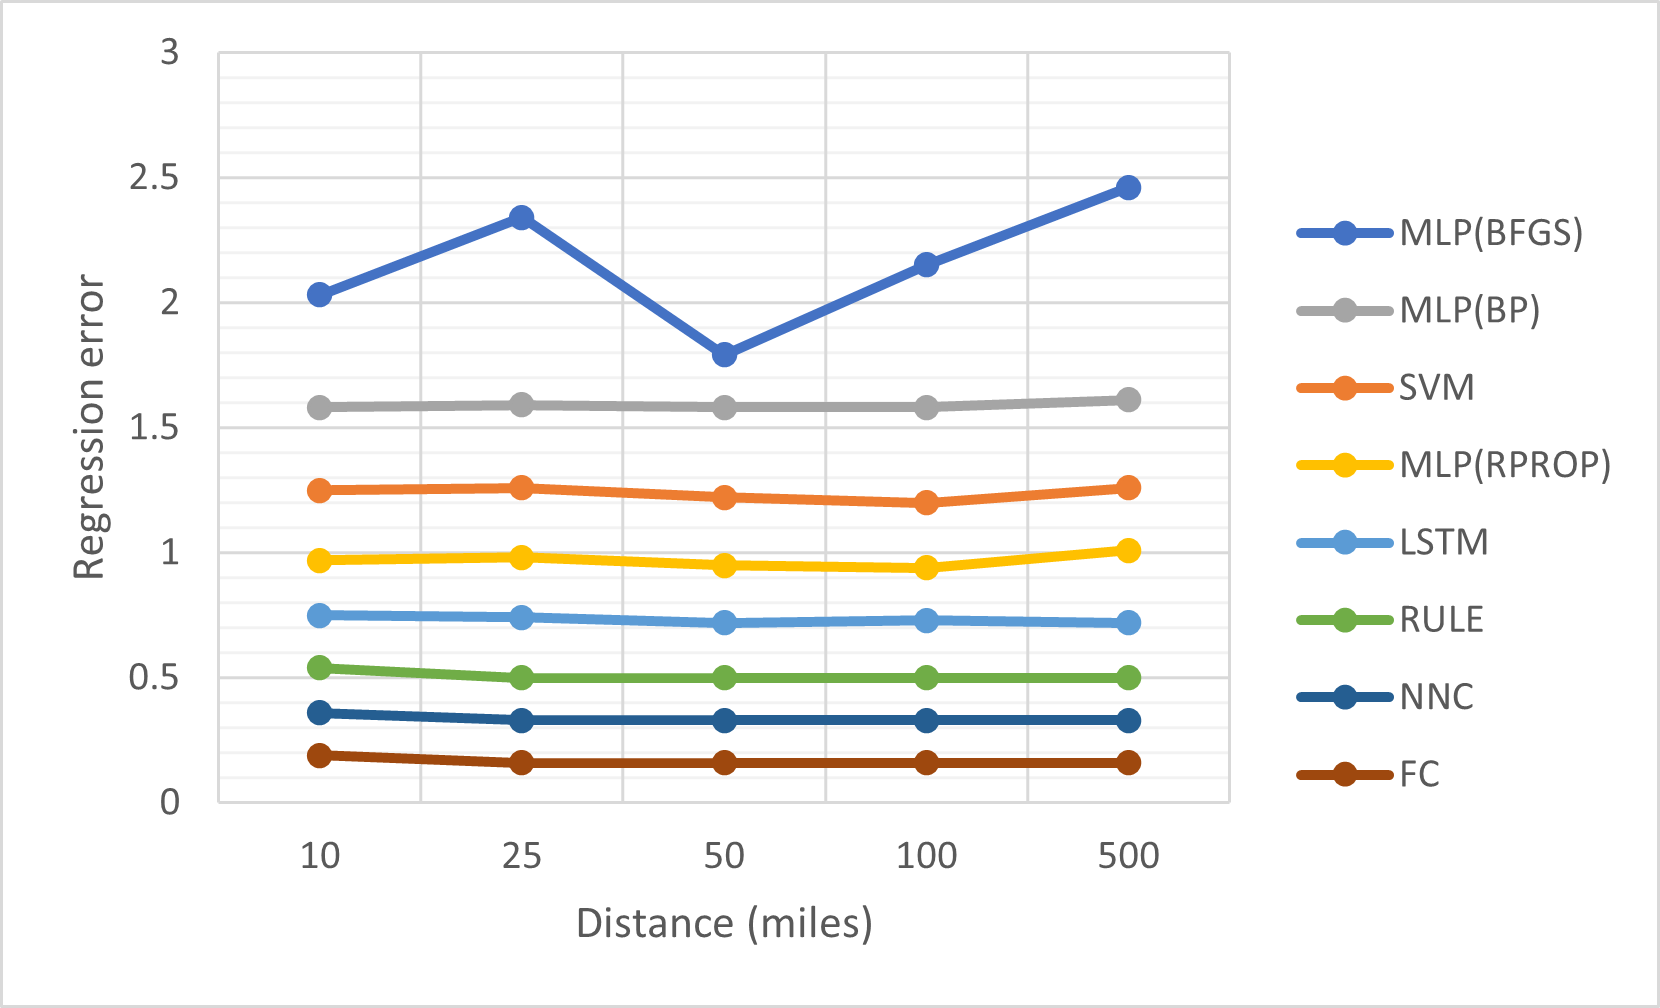 3
2.5
2
1.5
1
0.5
0
Regression error
10 25 50 100 500
Distance (miles)
MLP(BFGS)
MLP(BP)
SVM
MLP(RPROP)
LSTM
RULE
NNC
FC